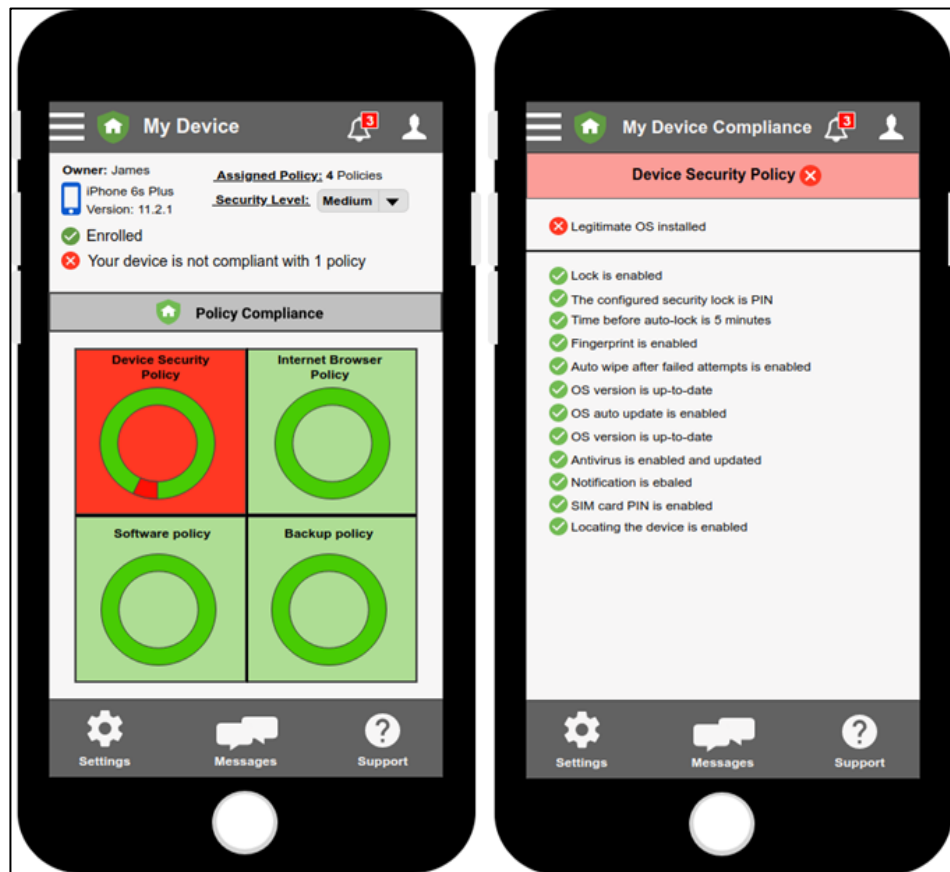 My Device
3
Owner: James
iPhone 6s Plus
Version: 11.2.1
Assigned Policy: 4 Policies
Security Level: Medium
Enrolled
Your device is not compliant with 1 policy
Policy Compliance
Device Security
Policy
Internet Browser
Policy
Software policy
Backup policy
Settings
Messages
?
Support
My Device Compliance
3
Device Security Policy
Legitimate OS installed
Lock is enabled
The configured security lock is PIN
Time before auto-lock is 5 minutes
Fingerprint is enabled
Auto wipe after failed attempts is enabled
OS version is up-to-date
OS auto update is enabled
OS version is up-to-date
Antivirus is enabled and updated
Notification is ebaled
SIM card PIN is enabled
Locating the device is enabled
Settings
Messages
?
Support